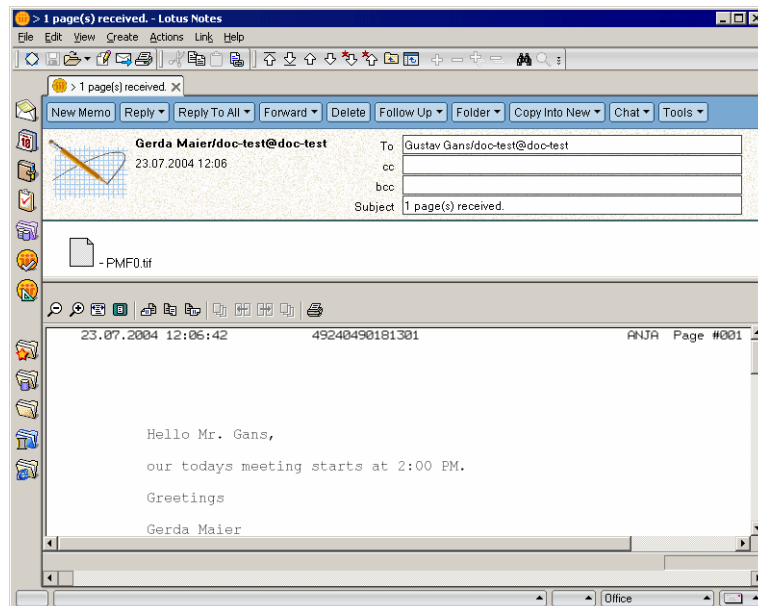 > 1 page(s) received. - Lotus Notes
File Edit View Create Actions Link Help
> 1 page(s) received.
New Memo Reply Reply To All Forward Delete Follow Up Folder Copy Into New Chat Tools
Gerda Maier/doc-test@doc-test To Gustav Gans/doc-test@doc-test
23.07.2004 12:06 cc
bcc
Subject 1 page(s) received.
- PMF0.tif
23.07.2004 12:06:42 49240490181301 ANJA Page #001
Hello Mr. Gans,
our todays meeting starts at 2:00 PM.
Greetings
Gerda Maier
Office